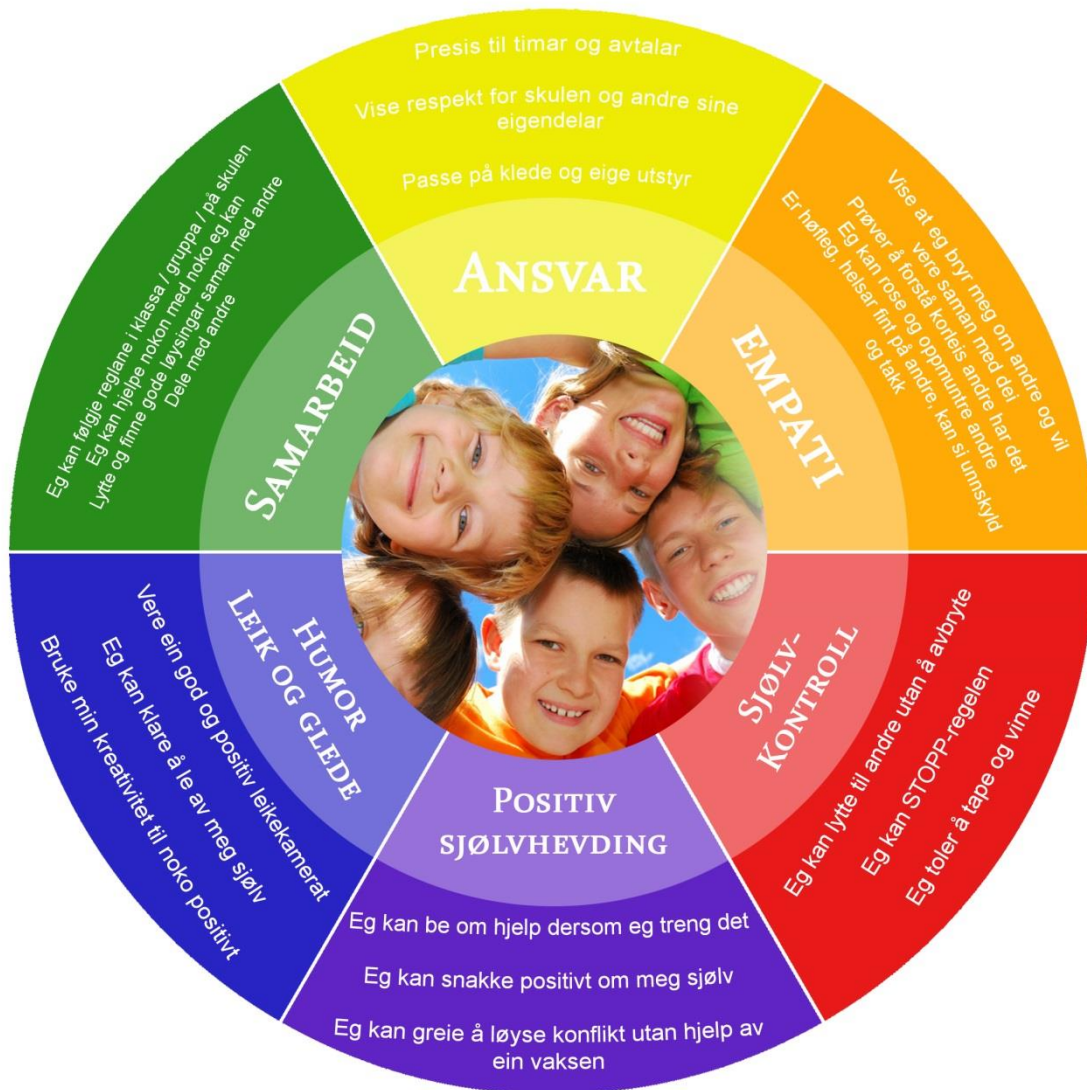 Presis til timar og avtalar
Vise respekt for skulen og andre sine
eigendelar
Passe på klede og eige utstyr
ANSVAR
Vise at eg bryr meg om andre og vil
vere saman med dei
Prøver å forstå korleis andre har det
Eg kan rose og oppmuntre andre
Er høfleg, helsar fint på andre, kan si unnskyld
og takk
EMPATI
SJØLV-
KONTROLL
Eg kan lytte til andre utan å avbryte
Eg kan STOPP-regelen
Eg toler å tape og vinne
POSITIV
SJØLVHEVDING
Eg kan be om hjelp dersom eg treng det
Eg kan snakke positivt om meg sjølv
Eg kan greie å løyse konflikt utan hjelp av
ein vaksen
HUMOR
LEIK OG GLEDE
Vere ein god og positiv leikekamerat
Eg kan klare å le av meg sjølv
Bruke min kreativitet til noko positivt
Eg kan følgje reglane i klassa / gruppa / på skulen
Eg kan hjelpe nokon med noko eg kan
Lytte og finne gode løysingar saman med andre
Dele med andre
SAMARBEID